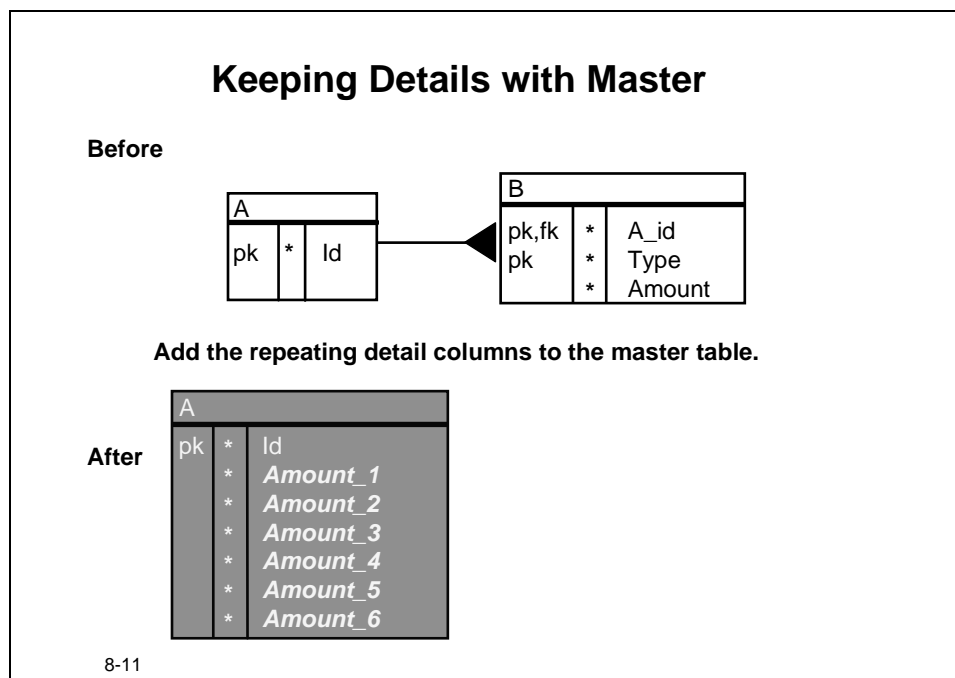 Keeping Details with Master
Before
A
pk * Id
B
pk,fk * A_id
pk * Type
* Amount
Add the repeating detail columns to the master table.
After
A
pk * Id
* Amount_1
* Amount_2
* Amount_3
* Amount_4
* Amount_5
* Amount_6
8-11